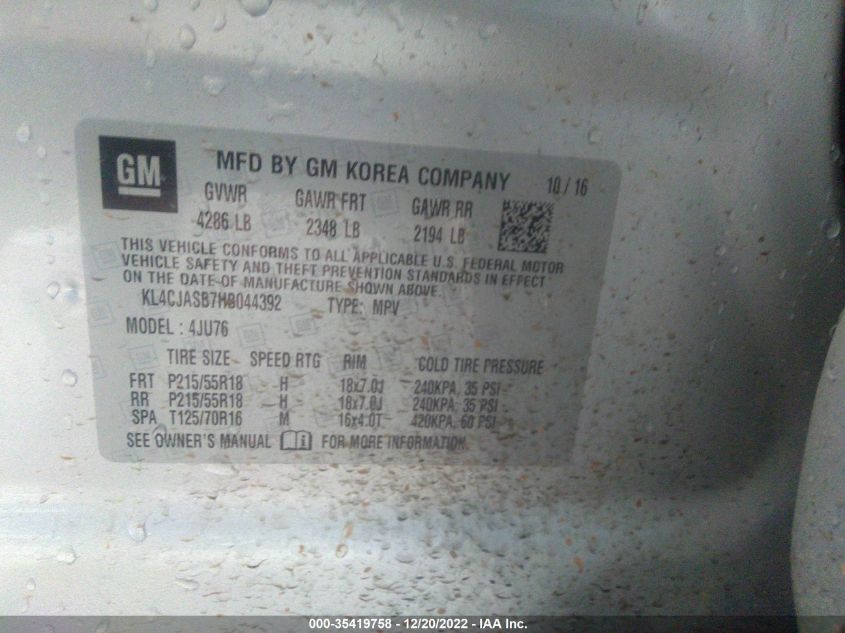 GM
MFD BY GM KOREA COMPANY 10 / 16
GVWR GAWR FRT GAWR RR
4286 LB 2348 LB 2194 LB
THIS VEHICLE CONFORMS TO ALL APPLICABLE U.S. FEDERAL MOTOR
VEHICLE SAFETY AND THEFT PREVENTION STANDARDS IN EFFECT
ON THE DATE OF MANUFACTURE SHOWN ABOVE
KL4CJASB7HB044392 TYPE: MPV
MODEL : 4JU76
TIRE SIZE SPEED RTG RIM COLD TIRE PRESSURE
FRT P215/55R18 H 18x7.0J 240KPA, 35 PSI
RR P215/55R18 H 18x7.0J 240KPA, 35 PSI
SPA T125/70R16 M 16x4.0T 420KPA, 60 PSI
SEE OWNER'S MANUAL FOR MORE INFORMATION.
000-35419758 - 12/20/2022 - IAA Inc.